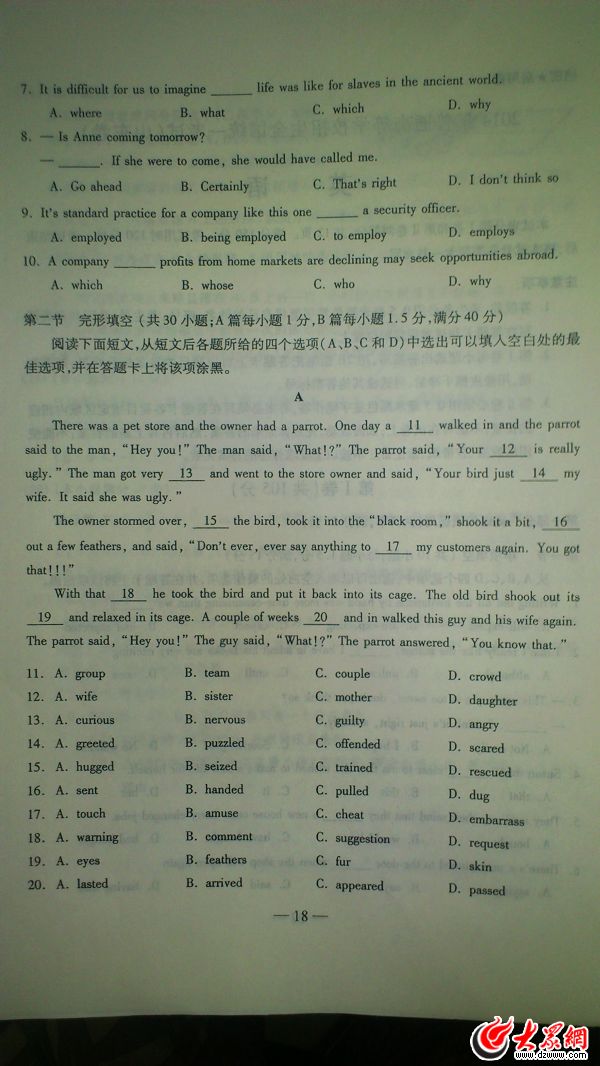 7. It is difficult for us to imagine ______ life was like for slaves in the ancient world.
A. where B. what C. which D. why
8. — Is Anne coming tomorrow?
— ______. If she were to come, she would have called me.
A. Go ahead B. Certainly C. That's right D. I don't think so
9. It's standard practice for a company like this one ______ a security officer.
A. employed B. being employed C. to employ D. employs
10. A company ______ profits from home markets are declining may seek opportunities abroad.
A. which B. whose C. who D. why
第二节 完形填空(共30小题;A篇每小题1分,B篇每小题1.5分,满分40分)
阅读下面短文,从短文后各题所给的四个选项(A、B、C和D)中选出可以填入空白处的最
佳选项,并在答题卡上将该项涂黑。
A
There was a pet store and the owner had a parrot. One day a 11 walked in and the parrot
said to the man, “Hey you!” The man said, “What!?” The parrot said, “Your 12 is really
ugly.” The man got very 13 and went to the store owner and said, “Your bird just 14 my
wife. It said she was ugly.”
The owner stormed over, 15 the bird, took it into the “black room,” shook it a bit, 16
out a few feathers, and said, “Don't ever, ever say anything to 17 my customers again. You got
that!!!”
With that 18 he took the bird and put it back into its cage. The old bird shook out its
19 and relaxed in its cage. A couple of weeks 20 and in walked this guy and his wife again.
The parrot said, “Hey you!” The guy said, “What!?” The parrot answered, “You know that.”
11. A. group B. team C. couple D. crowd
12. A. wife B. sister C. mother D. daughter
13. A. curious B. nervous C. guilty D. angry
14. A. greeted B. puzzled C. offended D. scared
15. A. hugged B. seized C. trained D. rescued
16. A. sent B. handed C. pulled D. dug
17. A. touch B. amuse C. cheat D. embarrass
18. A. warning B. comment C. suggestion D. request
19. A. eyes B. feathers C. fur D. skin
20. A. lasted B. arrived C. appeared D. passed
— 18 —
大众网
www.dzwww.com